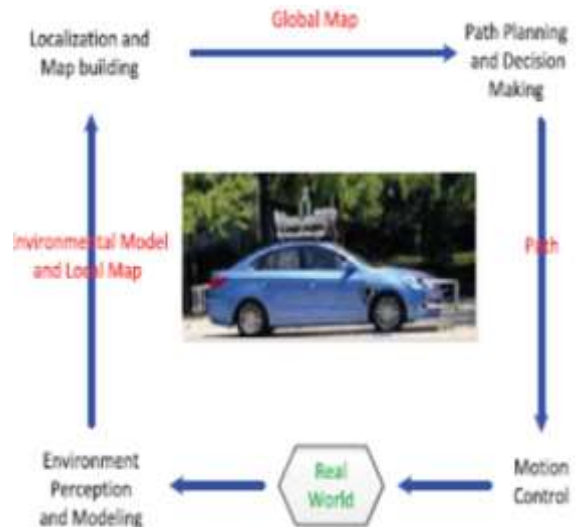 Global Map
Localization and
Map building
Path Planning
and Decision
Making
Environmental Model
and Local Map
Path
Environment
Perception
and Modeling
Real
World
Motion
Control